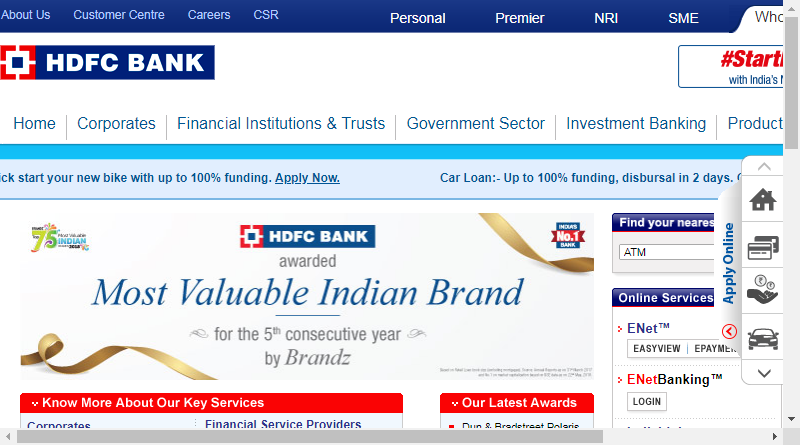 About Us Customer Centre Careers CSR Personal Premier NRI SME Who
HDFC BANK
with India's
Home Corporates Financial Institutions & Trusts Government Sector Investment Banking Product
ck start your new bike with up to 100% funding. Apply Now. Car Loan:- Up to 100% funding, disbursal in 2 days.
HDFC BANK
INDIA'S
No.1
BANK
75 Most Valuable
INDIAN
awarded
Most Valuable Indian Brand
for the 5th consecutive year
by Brandz
Find your neares
ATM
Apply Online
Online Services
ENet™
EASYVIEW EPAYMEN
ENetBanking™
LOGIN
Know More About Our Key Services
Our Latest Awards
Corporates
Financial Service Providers
Dun & Bradstreet Polaris